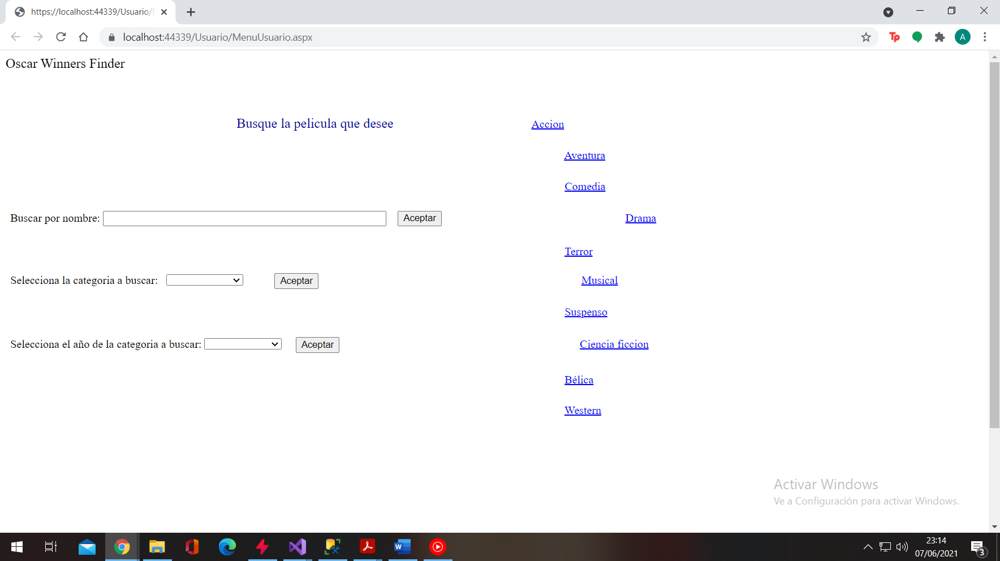 https://localhost:44339/Usuario/
localhost:44339/Usuario/MenuUsuario.aspx
A
Oscar Winners Finder
Busque la pelicula que desee
Accion
Aventura
Comedia
Buscar por nombre: Aceptar
Drama
Terror
Selecciona la categoria a buscar: Aceptar
Musical
Suspenso
Selecciona el año de la categoria a buscar: Aceptar
Ciencia ficcion
Bélica
Western
Activar Windows
Ve a Configuración para activar Windows.
23:14
07/06/2021
3